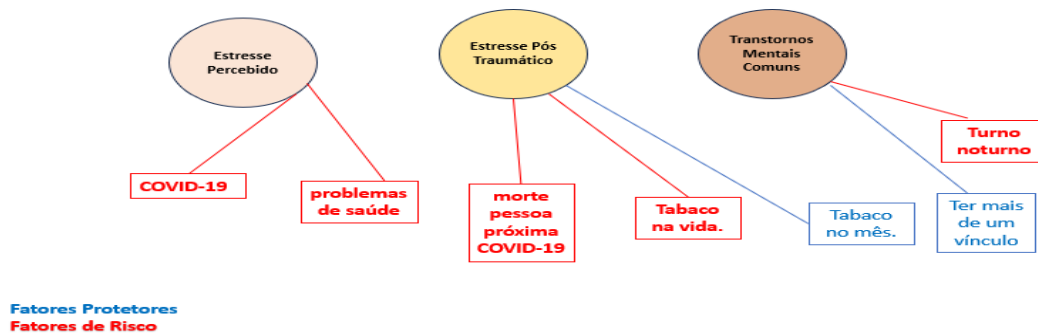 Estresse
Percebido
Estresse Pós
Traumático
Transtornos
Mentais
Comuns
COVID-19
problemas
de saúde
morte
pessoa
próxima
COVID-19
Tabaco
na vida.
Tabaco
no mês.
Turno
noturno
Ter mais
de um
vínculo
Fatores Protetores
Fatores de Risco